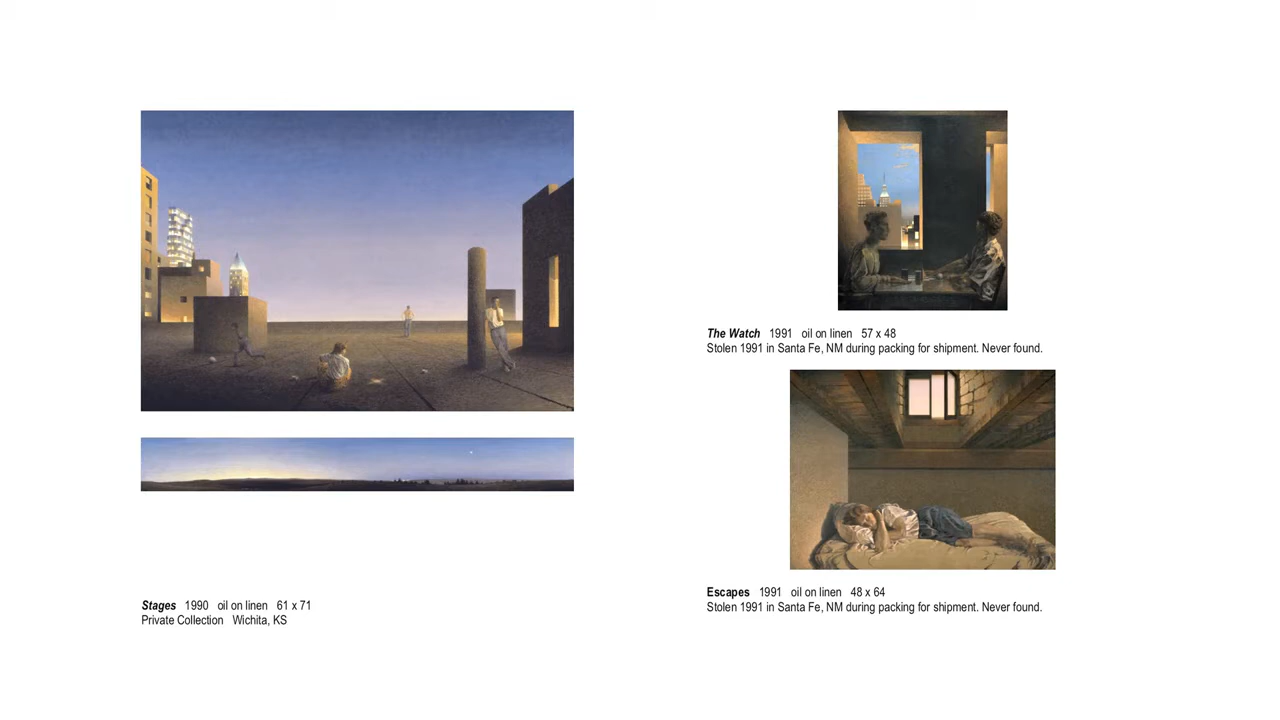 The Watch 1991 oil on linen 57 x 48
Stolen 1991 in Santa Fe, NM during packing for shipment. Never found.
Escapes 1991 oil on linen 48 x 64
Stolen 1991 in Santa Fe, NM during packing for shipment. Never found.
Stages 1990 oil on linen 61 x 71
Private Collection Wichita, KS